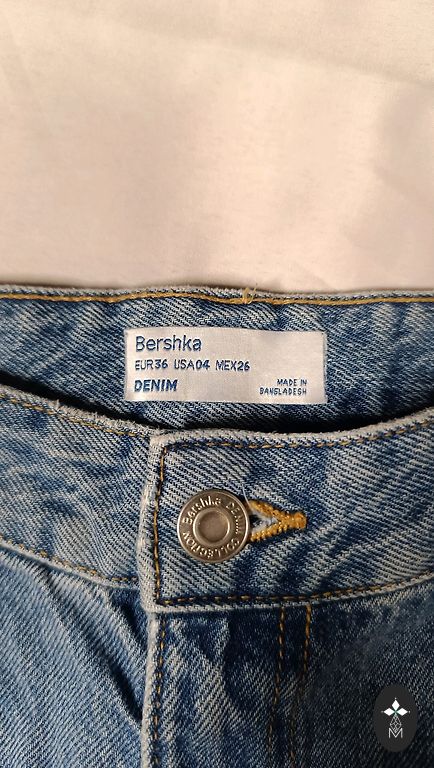 Bershka
EUR36 USA04 MEX26
DENIM
MADE IN
BANGLADESH
Bershka DENIM COLLECTION